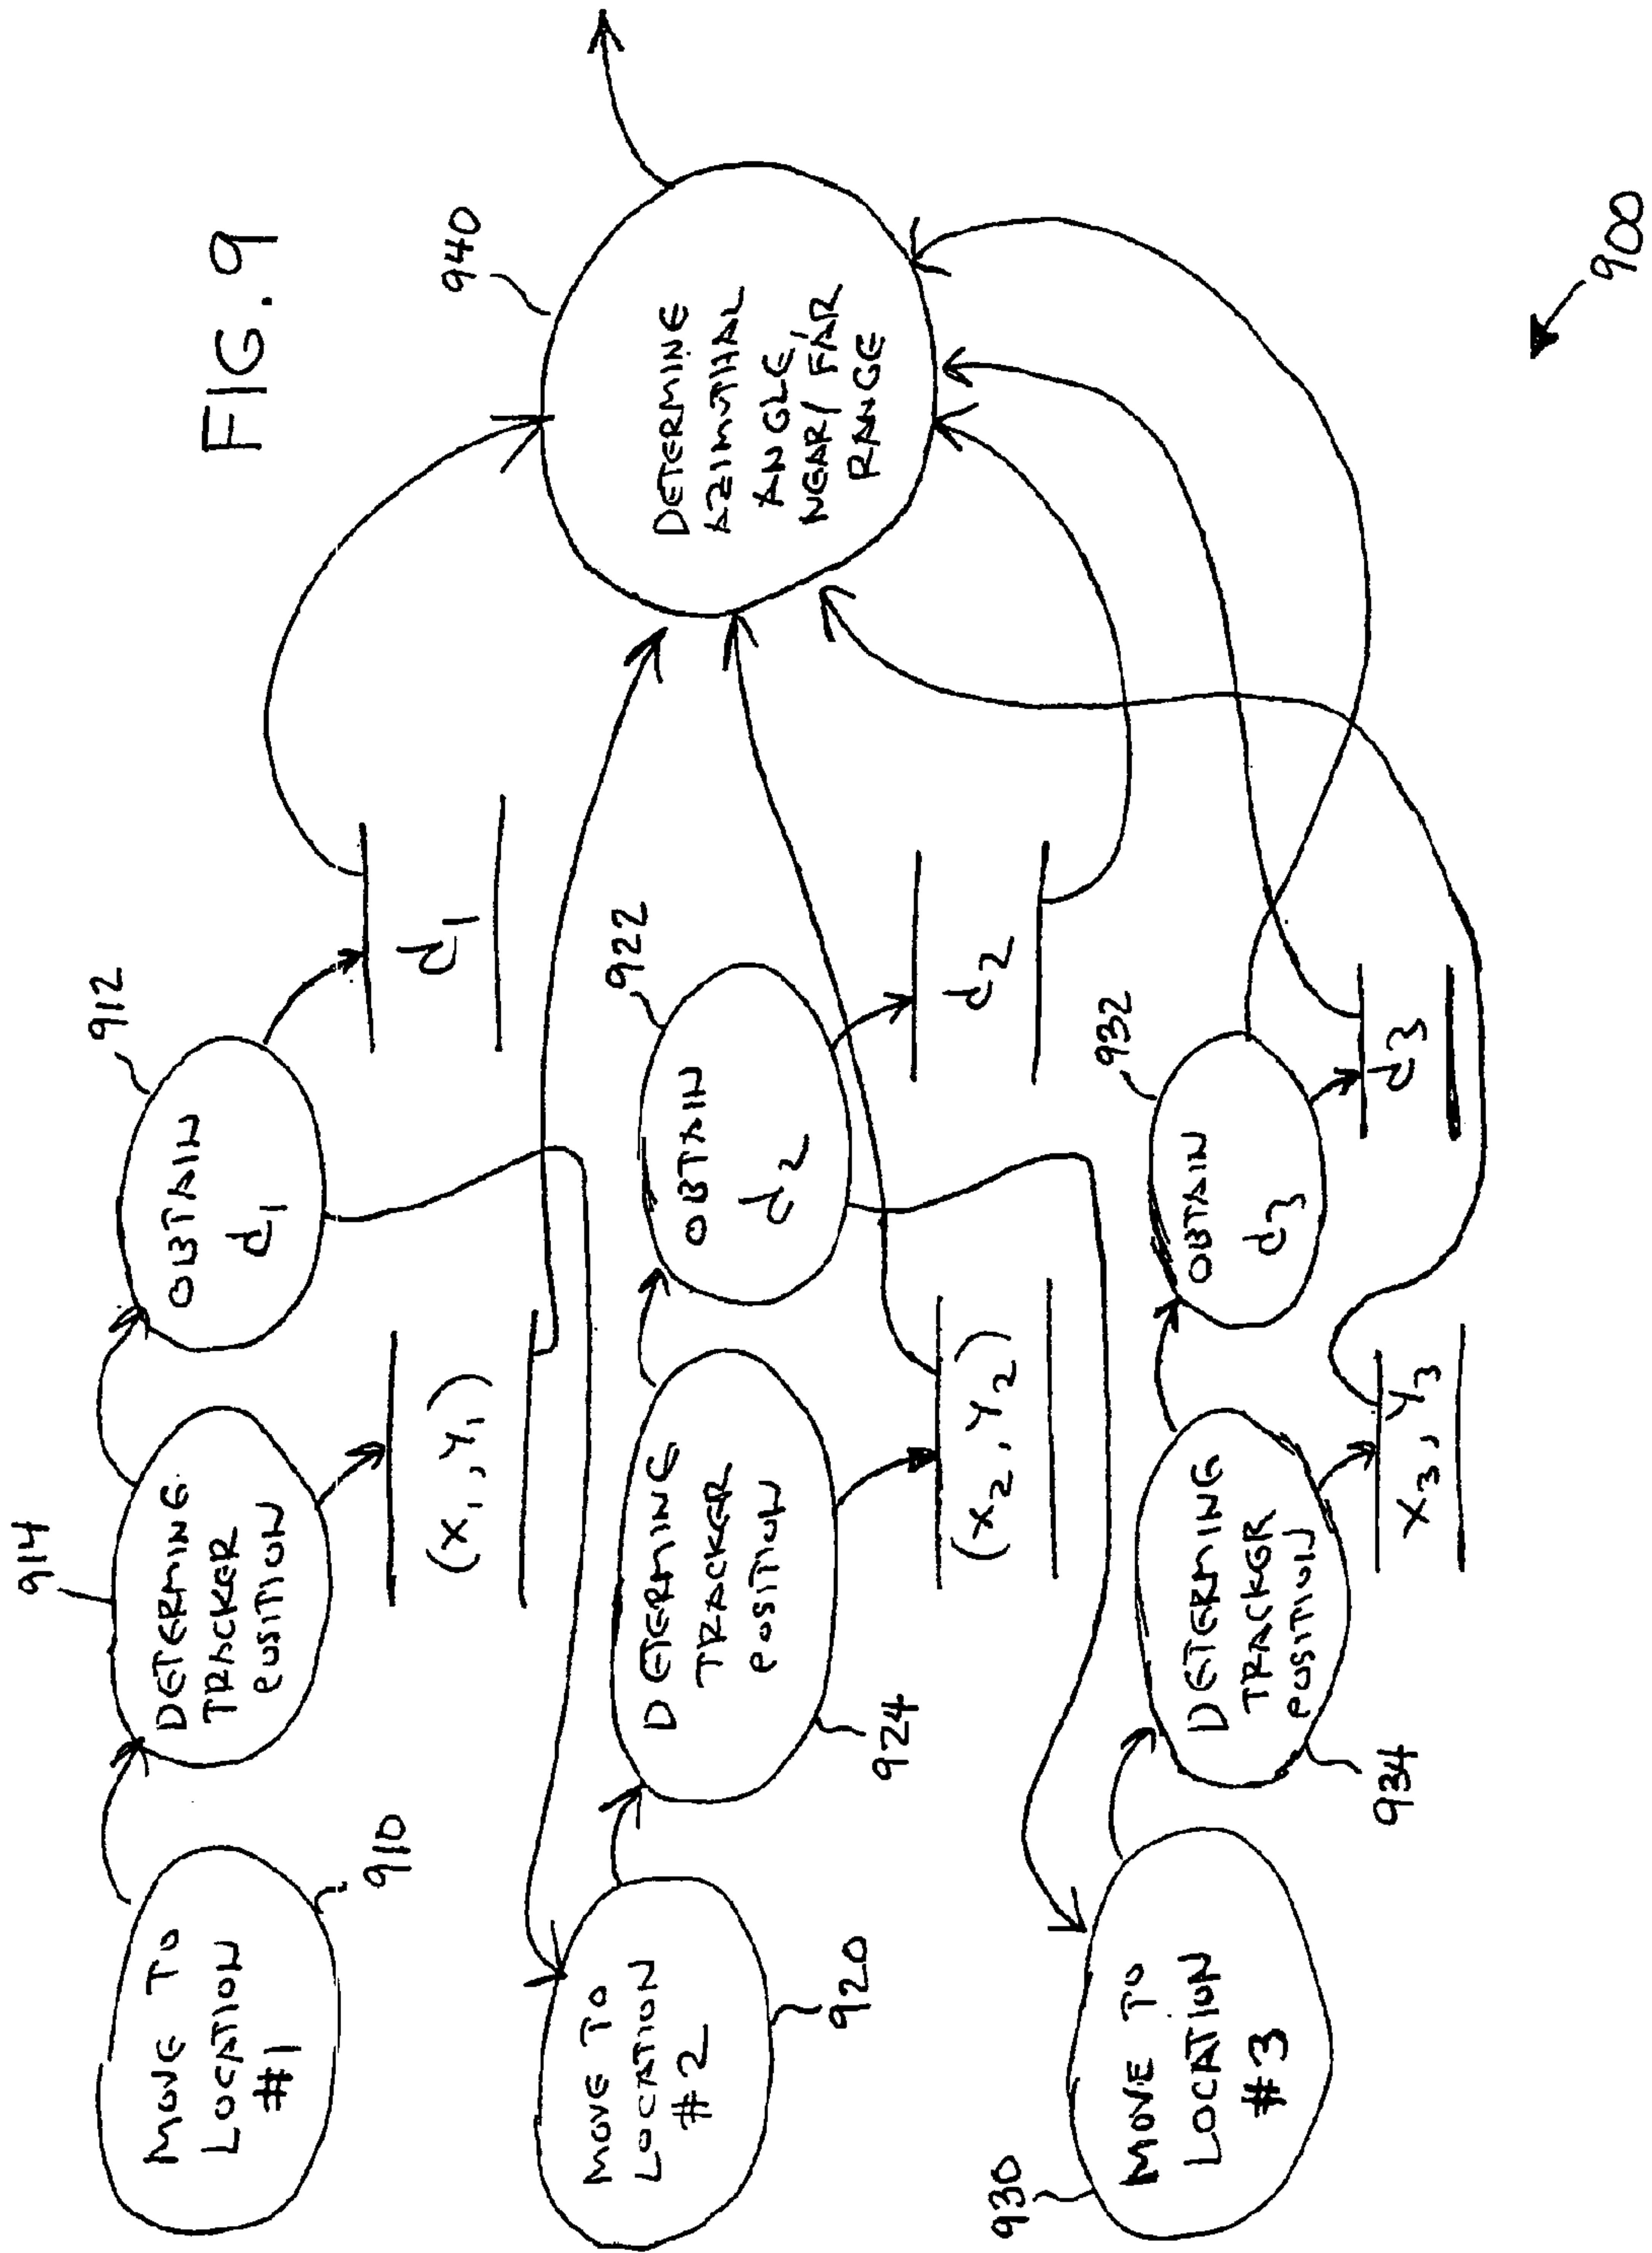 FIG. 9
MOVE TO
LOCATION
#1
910
DETERMINE
TRACKER
POSITION
914
(X1, Y1)
OBTAIN
d1
912
d1
MOVE TO
LOCATION
#2
920
DETERMINE
TRACKER
POSITION
924
(X2, Y2)
OBTAIN
d2
922
d2
MOVE TO
LOCATION
#3
930
DETERMINE
TRACKER
POSITION
934
X3, Y3
OBTAIN
d3
932
d3
DETERMINE
AZIMUTHAL
ANGLE,
NEAR/FAR
RANGE
940
900